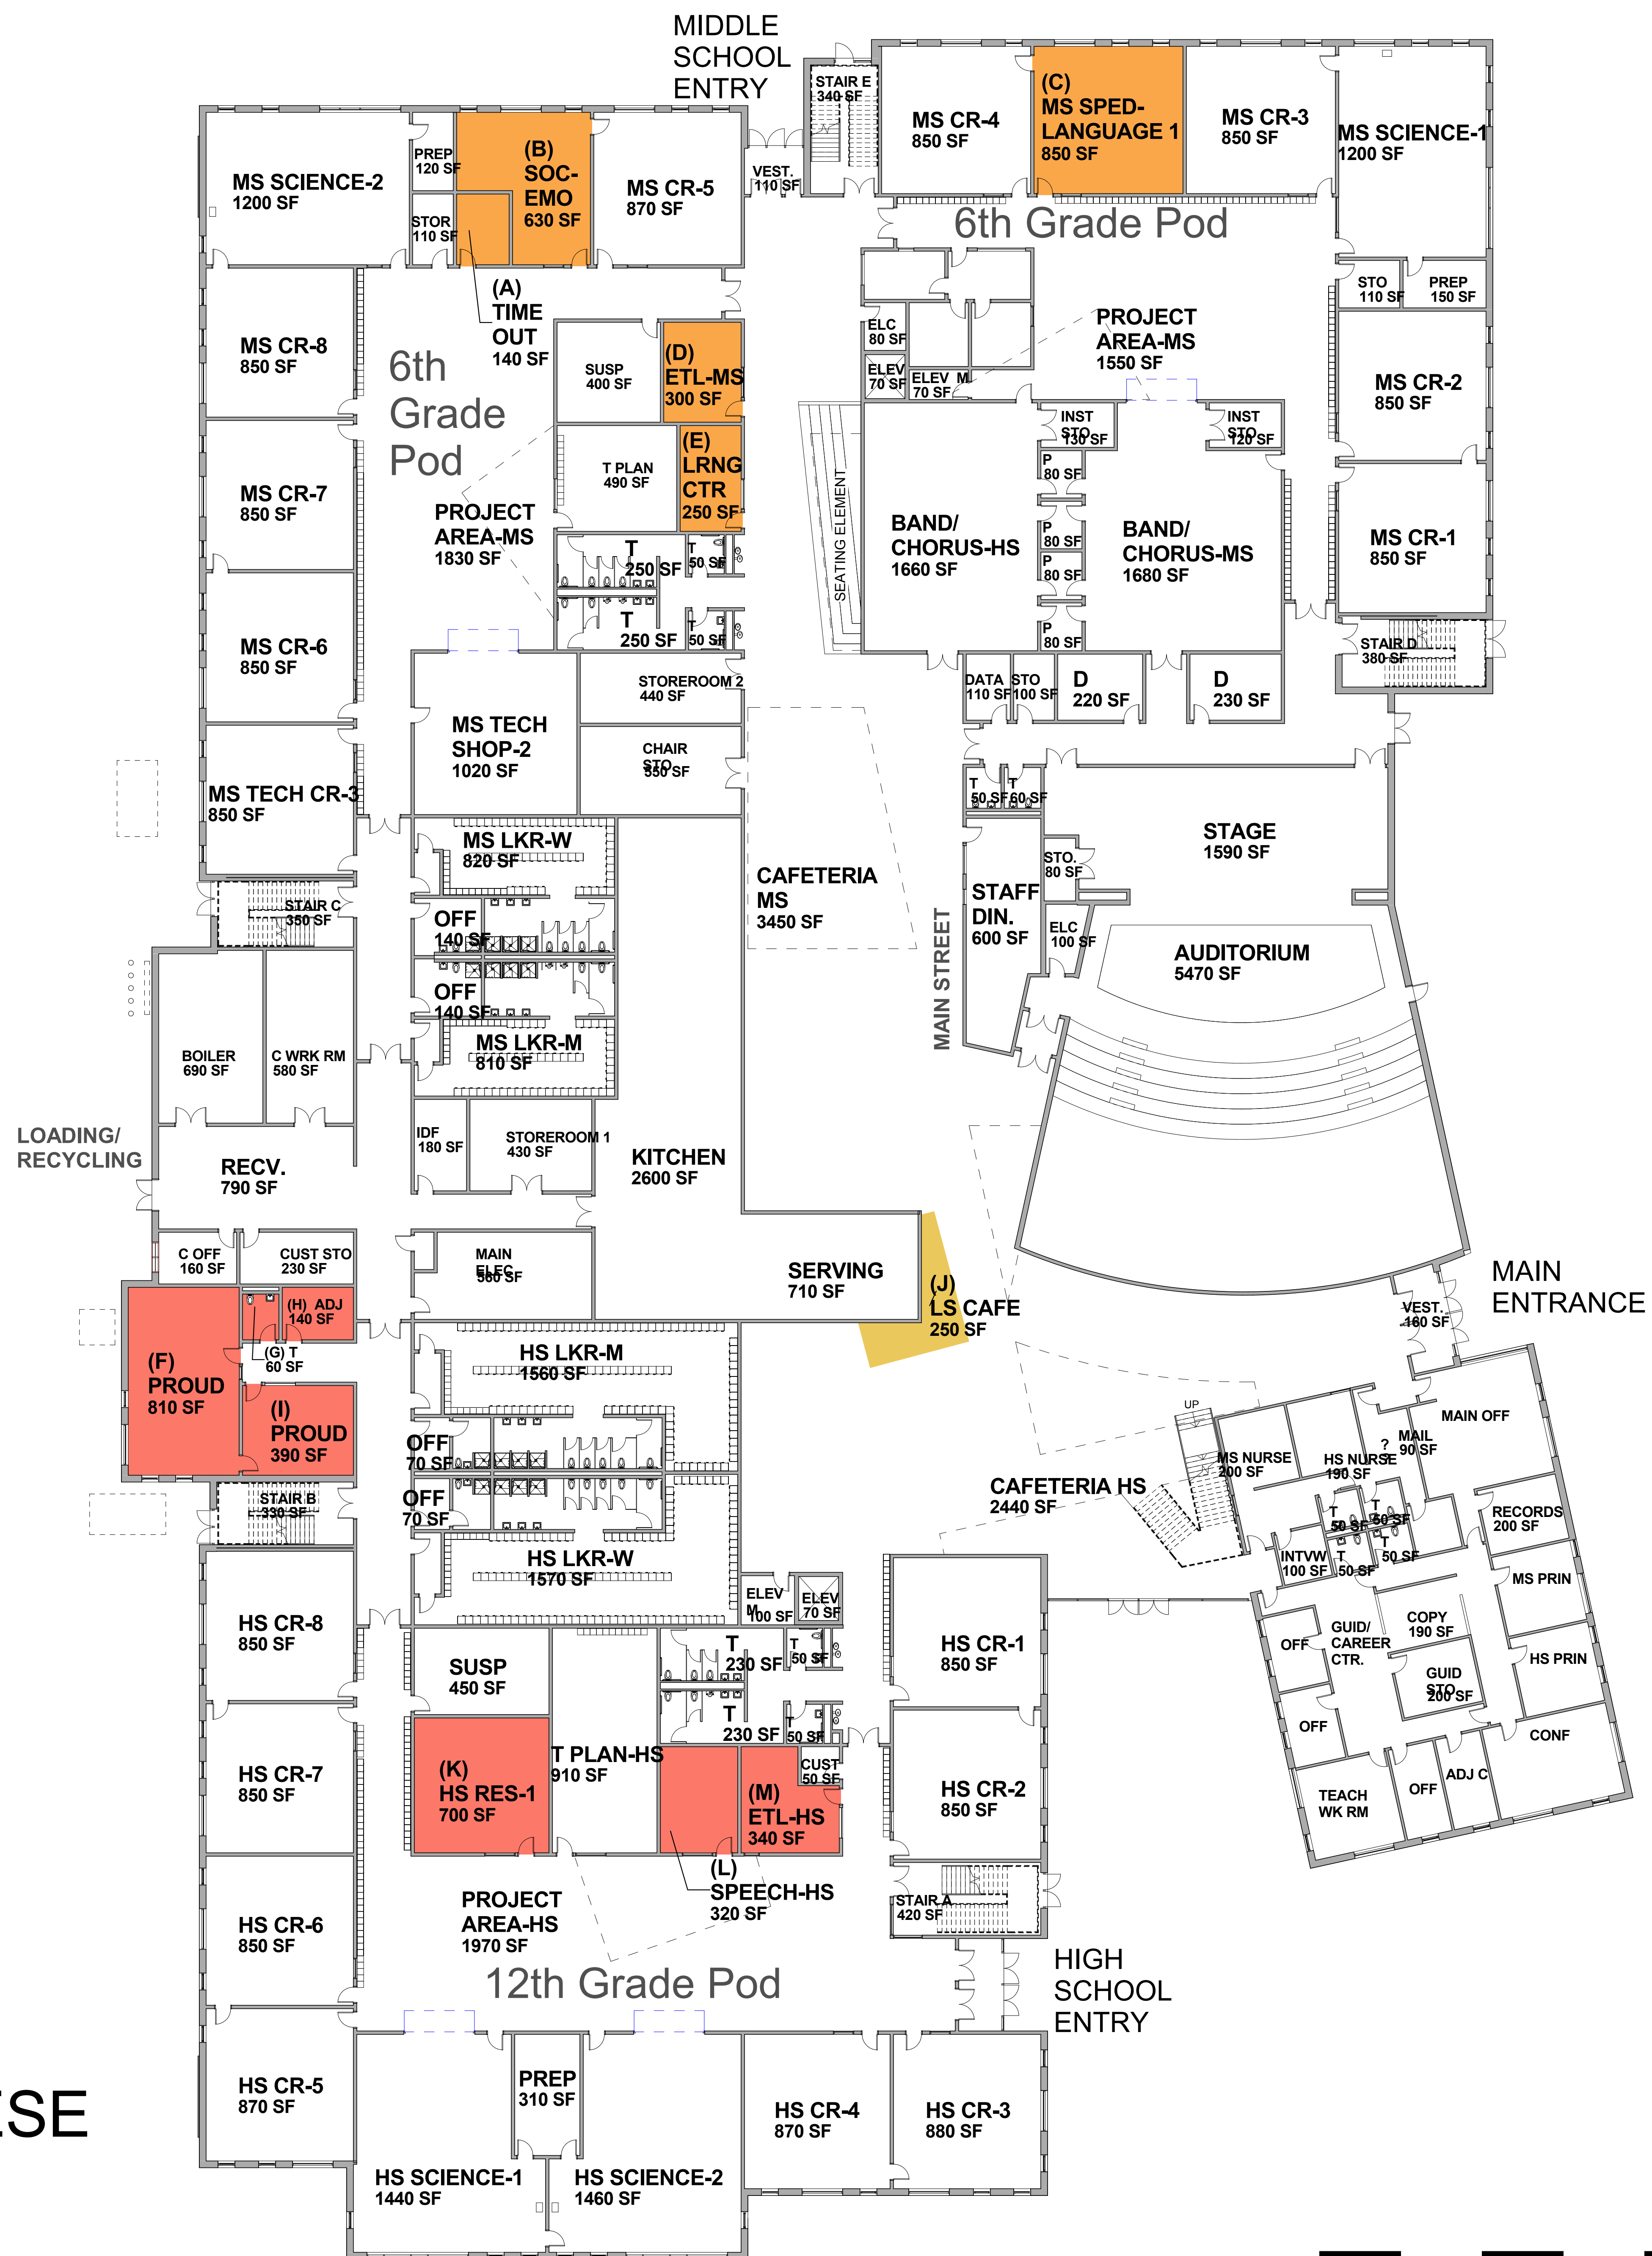 MIDDLE
SCHOOL
ENTRY
STAIR E
340 SF
MS CR-4
850 SF
(C)
MS SPED-
LANGUAGE 1
850 SF
MS CR-3
850 SF
MS SCIENCE-1
1200 SF
MS SCIENCE-2
1200 SF
PREP
120 SF
STOR
110 SF
(B)
SOC-
EMO
630 SF
MS CR-5
870 SF
VEST.
110 SF
6th Grade Pod
(A)
TIME
OUT
140 SF
STO
110 SF
PREP
150 SF
ELC
80 SF
ELEV
70 SF
ELEV M
70 SF
PROJECT
AREA-MS
1550 SF
MS CR-8
850 SF
6th
Grade
Pod
SUSP
400 SF
(D)
ETL-MS
300 SF
MS CR-2
850 SF
INST
STO
130 SF
INST
STO
120 SF
T PLAN
490 SF
(E)
LRNG
CTR
250 SF
MS CR-7
850 SF
PROJECT
AREA-MS
1830 SF
SEATING ELEMENT
BAND/
CHORUS-HS
1660 SF
P
80 SF
P
80 SF
P
80 SF
P
80 SF
BAND/
CHORUS-MS
1680 SF
MS CR-1
850 SF
T
250 SF
T
50 SF
T
250 SF
T
50 SF
MS CR-6
850 SF
STAIR D
380 SF
STOREROOM 2
440 SF
DATA
110 SF
STO
100 SF
D
220 SF
D
230 SF
MS TECH
SHOP-2
1020 SF
CHAIR
STO
550 SF
MS TECH CR-3
850 SF
T
50 SF
T
60 SF
STAGE
1590 SF
MS LKR-W
820 SF
CAFETERIA
MS
3450 SF
STO.
80 SF
STAFF
DIN.
600 SF
STAIR C
350 SF
OFF
140 SF
ELC
100 SF
MAIN STREET
AUDITORIUM
5470 SF
OFF
140 SF
BOILER
690 SF
C WRK RM
580 SF
MS LKR-M
810 SF
LOADING/
RECYCLING
IDF
180 SF
STOREROOM 1
430 SF
KITCHEN
2600 SF
RECV.
790 SF
C OFF
160 SF
CUST STO
230 SF
MAIN
ELEC
560 SF
SERVING
710 SF
(J)
LS CAFE
250 SF
MAIN
ENTRANCE
VEST.
160 SF
(H) ADJ
140 SF
(G) T
60 SF
(F)
PROUD
810 SF
(I)
PROUD
390 SF
HS LKR-M
1560 SF
OFF
70 SF
OFF
70 SF
UP
MAIN OFF
MAIL
90 SF
?
MS NURSE
200 SF
HS NURSE
190 SF
CAFETERIA HS
2440 SF
STAIR B
330 SF
RECORDS
200 SF
T
50 SF
T
50 SF
T
50 SF
T
50 SF
INTVW
100 SF
HS LKR-W
1570 SF
ELEV
M
100 SF
ELEV
70 SF
MS PRIN
HS CR-8
850 SF
SUSP
450 SF
T
230 SF
T
50 SF
T
230 SF
T
50 SF
HS CR-1
850 SF
COPY
190 SF
GUID/
CAREER
CTR.
OFF
HS PRIN
GUID
STO
200 SF
OFF
CONF
HS CR-7
850 SF
(K)
HS RES-1
700 SF
T PLAN-HS
910 SF
CUST
50 SF
(M)
ETL-HS
340 SF
HS CR-2
850 SF
TEACH
WK RM
OFF
ADJ C
(L)
SPEECH-HS
320 SF
STAIR A
420 SF
HS CR-6
850 SF
PROJECT
AREA-HS
1970 SF
12th Grade Pod
HIGH
SCHOOL
ENTRY
HS CR-5
870 SF
PREP
310 SF
HS CR-4
870 SF
HS CR-3
880 SF
ESE
HS SCIENCE-1
1440 SF
HS SCIENCE-2
1460 SF